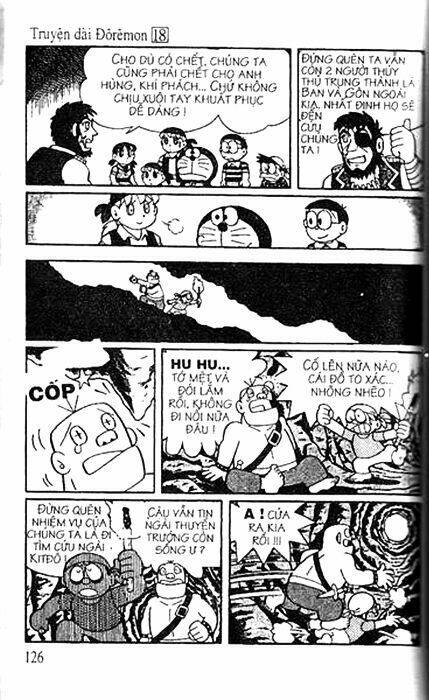 Truyện dài Đôrêmon 18
CHO DÙ CÓ CHẾT, CHÚNG TA
CŨNG PHẢI CHẾT CHO ANH
HÙNG, KHÍ PHÁCH... CHỨ KHÔNG
CHỊU XUÔI TAY KHUẤT PHỤC
DỄ DÀNG !
ĐỪNG QUÊN TA VẪN
CÒN 2 NGƯỜI THỦY
THỦ TRUNG THÀNH LÀ
BAN VÀ GÔN NGOÀI
KIA. NHẤT ĐỊNH HỌ SẼ
ĐẾN
CỨU
CHÚNG
TA !
CỐP
HU HU...
TỚ MỆT VÀ
ĐÓI LẮM
RỒI, KHÔNG
ĐI NỔI NỮA
ĐÂU !
CỐ LÊN NỮA NÀO,
CÁI ĐỒ TO XÁC...
NHÕNG NHẼO !
ĐỪNG QUÊN
NHIỆM VỤ CỦA
CHÚNG TA LÀ ĐI
TÌM CỨU NGÀI
KITĐÔ !
CẬU VẪN TIN
NGÀI THUYỀN
TRƯỞNG CÒN
SỐNG Ư ?
A ! CỬA
RA KIA
RỒI !!!
126